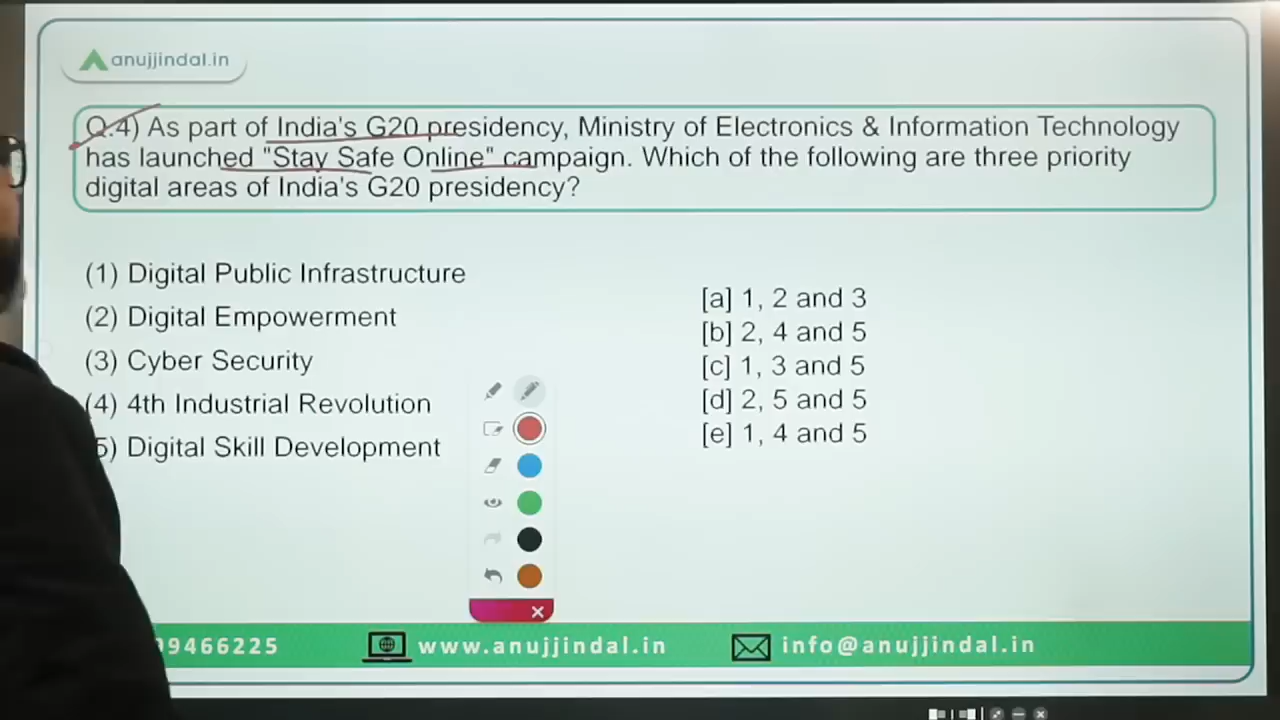 anujjindal.in
Q.4) As part of India's G20 presidency, Ministry of Electronics & Information Technology
has launched "Stay Safe Online" campaign. Which of the following are three priority
digital areas of India's G20 presidency?
(1) Digital Public Infrastructure
(2) Digital Empowerment
(3) Cyber Security
(4) 4th Industrial Revolution
5) Digital Skill Development
[a] 1, 2 and 3
[b] 2, 4 and 5
[c] 1, 3 and 5
[d] 2, 5 and 5
[e] 1, 4 and 5
99466225
www.anujjindal.in
info@anujjindal.in